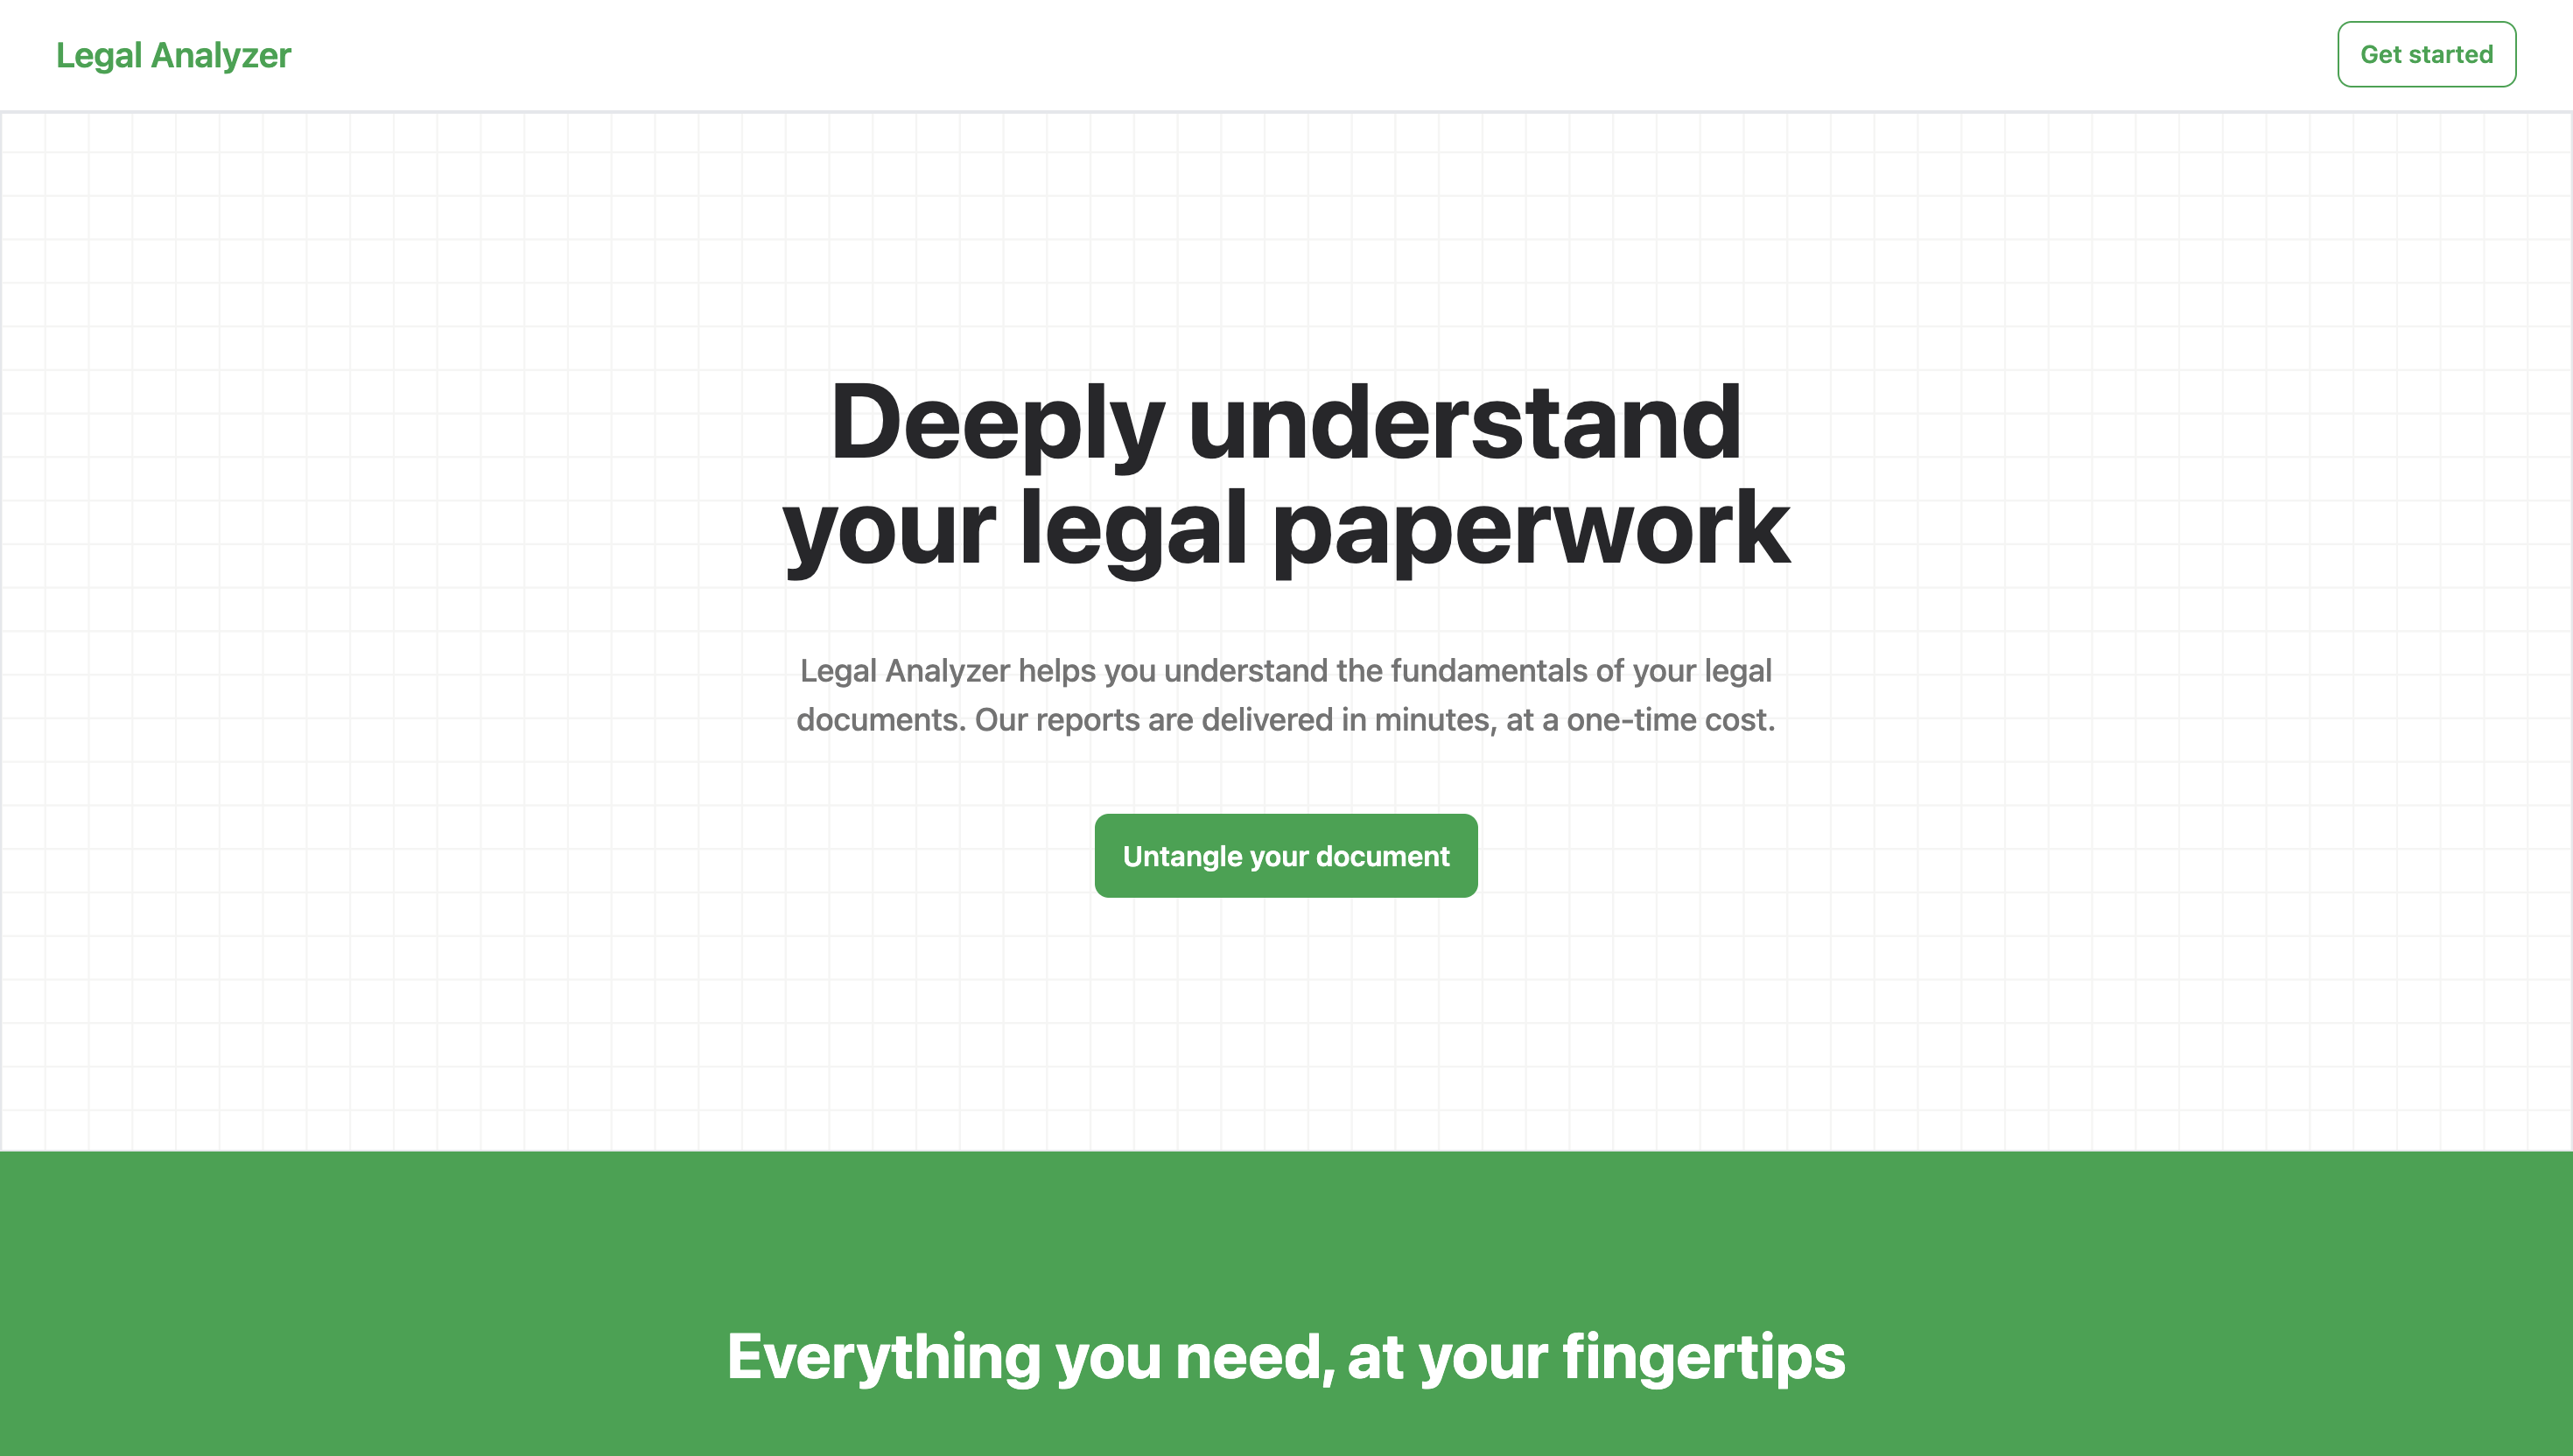 Legal Analyzer
Get started
Deeply understand
your legal paperwork
Legal Analyzer helps you understand the fundamentals of your legal
documents. Our reports are delivered in minutes, at a one-time cost.
Untangle your document
Everything you need, at your fingertips